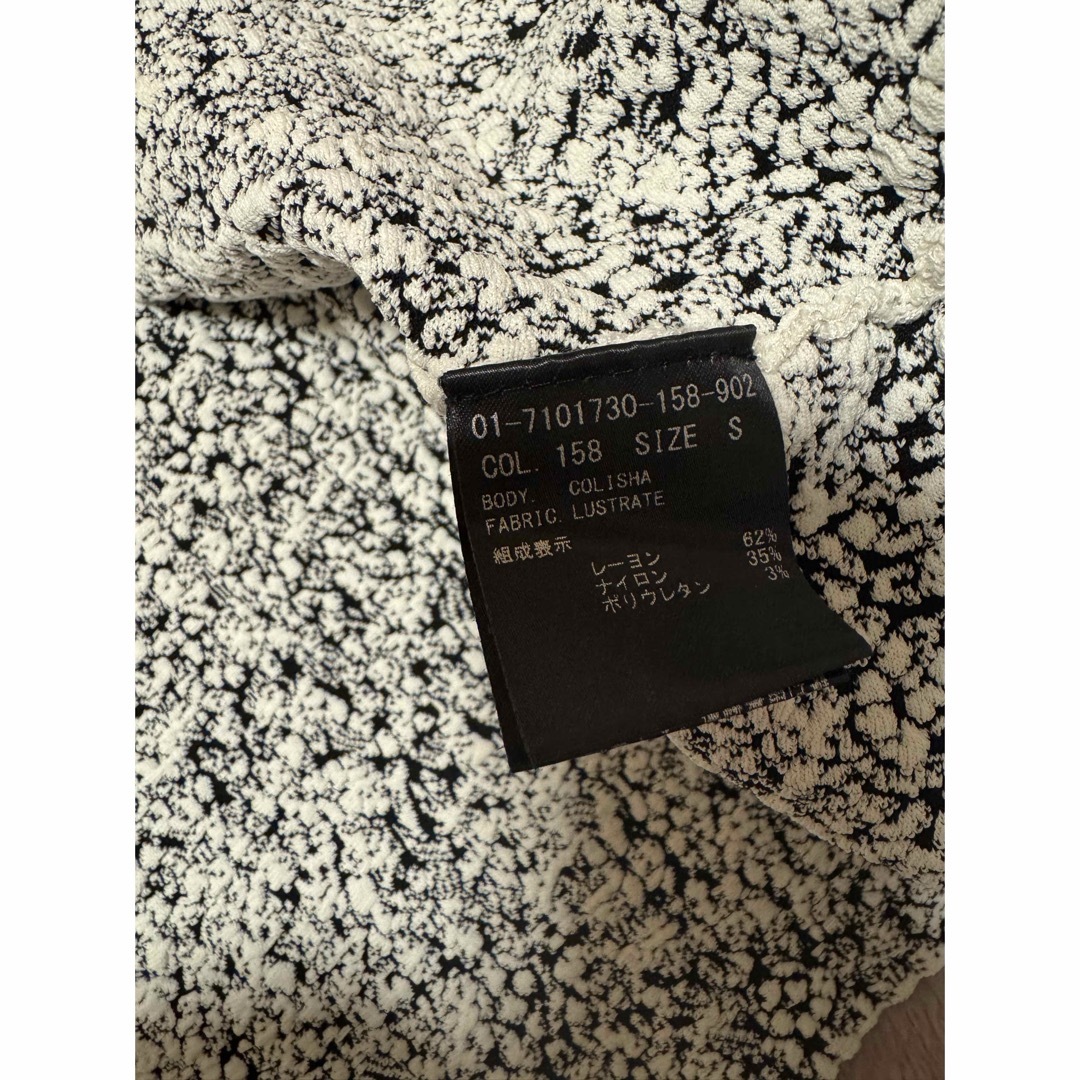 01-7101730-158-902
COL. 158 SIZE S
BODY. COLISHA
FABRIC. LUSTRATE
組成表示
レーヨン 62%
ナイロン 35%
ポリウレタン 3%